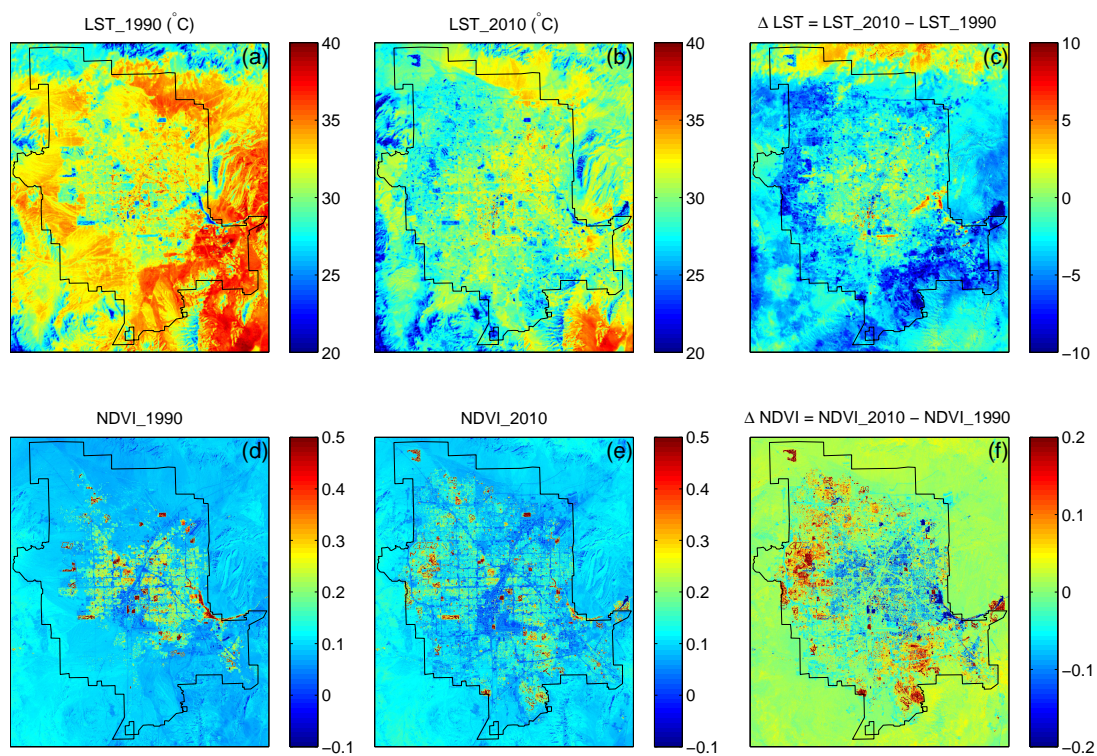 LST_1990 (°C)
LST_2010 (°C)
Δ LST = LST_2010 − LST_1990
(a)
(b)
(c)
40
35
30
25
20
40
35
30
25
20
10
5
0
−5
−10
NDVI_1990
NDVI_2010
Δ NDVI = NDVI_2010 − NDVI_1990
(d)
(e)
(f)
0.5
0.4
0.3
0.2
0.1
0
−0.1
0.5
0.4
0.3
0.2
0.1
0
−0.1
0.2
0.1
0
−0.1
−0.2